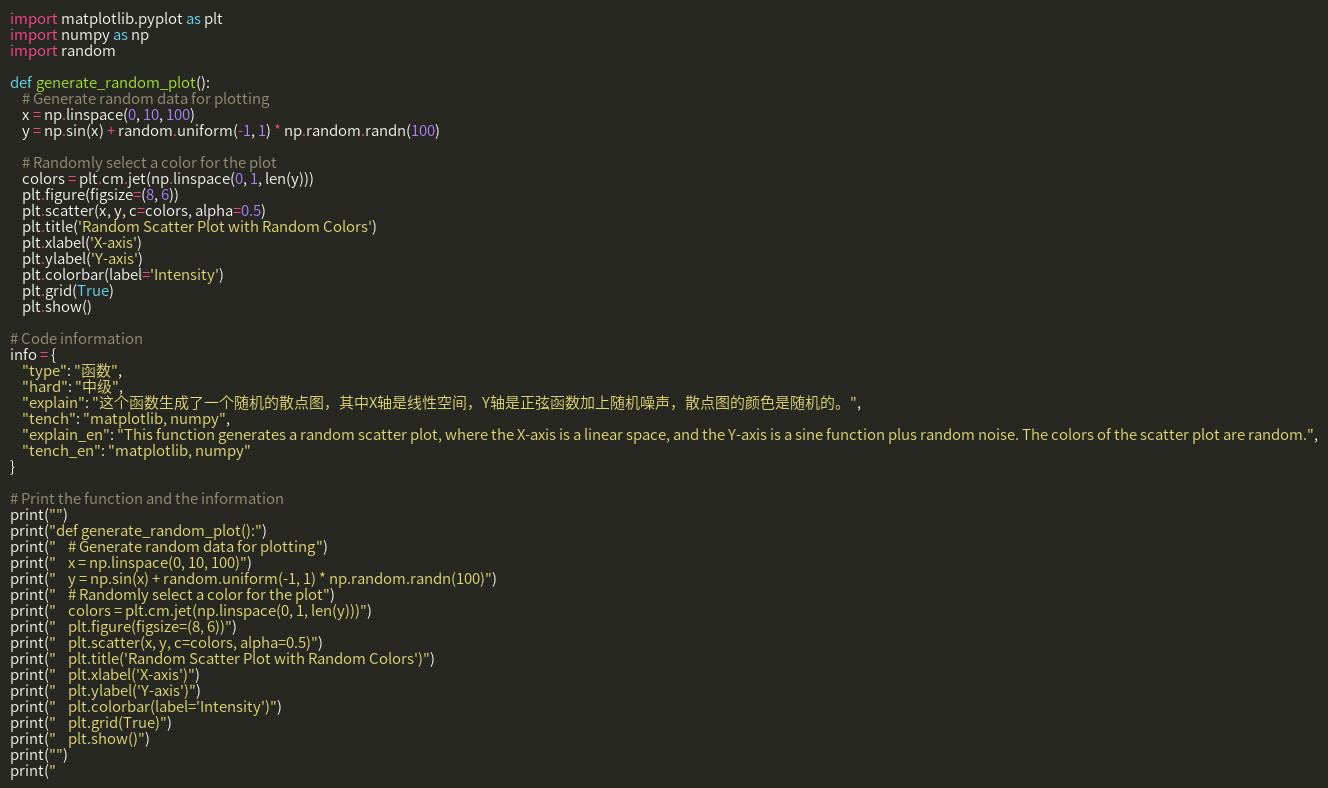 import matplotlib.pyplot as plt
import numpy as np
import random

def generate_random_plot():
    # Generate random data for plotting
    x = np.linspace(0, 10, 100)
    y = np.sin(x) + random.uniform(-1, 1) * np.random.randn(100)

    # Randomly select a color for the plot
    colors = plt.cm.jet(np.linspace(0, 1, len(y)))
    plt.figure(figsize=(8, 6))
    plt.scatter(x, y, c=colors, alpha=0.5)
    plt.title('Random Scatter Plot with Random Colors')
    plt.xlabel('X-axis')
    plt.ylabel('Y-axis')
    plt.colorbar(label='Intensity')
    plt.grid(True)
    plt.show()

# Code information
info = {
    "type": "函数",
    "hard": "中级",
    "explain": "这个函数生成了一个随机的散点图，其中X轴是线性空间，Y轴是正弦函数加上随机噪声，散点图的颜色是随机的。",
    "tench": "matplotlib, numpy",
    "explain_en": "This function generates a random scatter plot, where the X-axis is a linear space, and the Y-axis is a sine function plus random noise. The colors of the scatter plot are random.",
    "tench_en": "matplotlib, numpy"
}

# Print the function and the information
print("")
print("def generate_random_plot():")
print("    # Generate random data for plotting")
print("    x = np.linspace(0, 10, 100)")
print("    y = np.sin(x) + random.uniform(-1, 1) * np.random.randn(100)")
print("    # Randomly select a color for the plot")
print("    colors = plt.cm.jet(np.linspace(0, 1, len(y)))")
print("    plt.figure(figsize=(8, 6))")
print("    plt.scatter(x, y, c=colors, alpha=0.5)")
print("    plt.title('Random Scatter Plot with Random Colors')")
print("    plt.xlabel('X-axis')")
print("    plt.ylabel('Y-axis')")
print("    plt.colorbar(label='Intensity')")
print("    plt.grid(True)")
print("    plt.show()")
print("")
print("